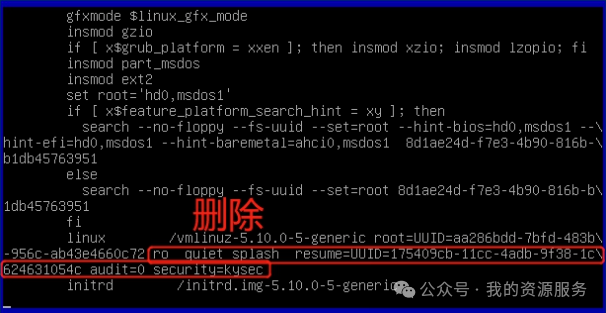 gfxmode $linux_gfx_mode
insmod gzio
if [ x$grub_platform = xxen ]; then insmod xzio; insmod lzopio; fi
insmod part_msdos
insmod ext2
set root='hd0,msdos1'
if [ x$feature_platform_search_hint = xy ]; then
search --no-floppy --fs-uuid --set=root --hint-bios=hd0,msdos1 --\
hint-efi=hd0,msdos1 --hint-baremetal=ahci0,msdos1  8d1ae24d-f7e3-4b90-816b-\
b1db45763951
else
search --no-floppy --fs-uuid --set=root 8d1ae24d-f7e3-4b90-816b-b\
1db45763951
fi
删除
linux /vmlinuz-5.10.0-5-generic root=UUID=aa286bdd-7bfd-483b\
-956c-ab43e4660c72 ro quiet splash resume=UUID=175409cb-11cc-4adb-9f38-1c\
624631054c audit=0 security=kysec
initrd /initrd.img-5.10.0-5-generic
公众号 · 我的资源服务